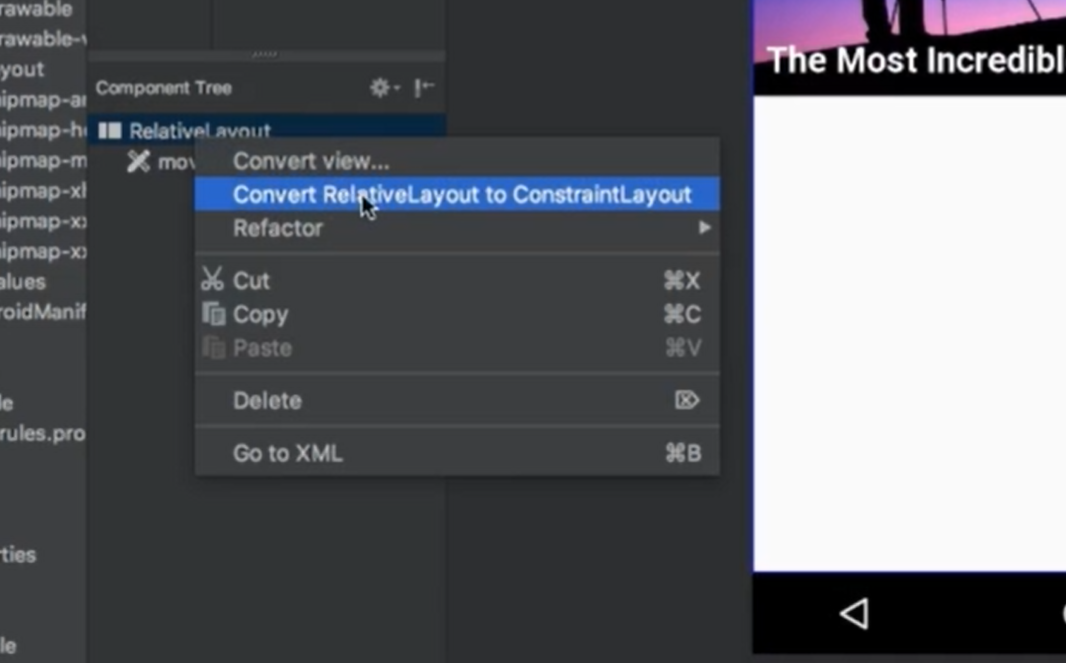 rawable
rawable-v
yout
ipmap-an
ipmap-h
ipmap-m
ipmap-xh
ipmap-xx
ipmap-xx
alues
roidManif
le
rules.pro
rties
le
Component Tree
RelativeLayout
mov
Convert view...
Convert RelativeLayout to ConstraintLayout
Refactor
Cut ⌘X
Copy ⌘C
Paste ⌘V
Delete ⌦
Go to XML ⌘B
The Most Incredibl